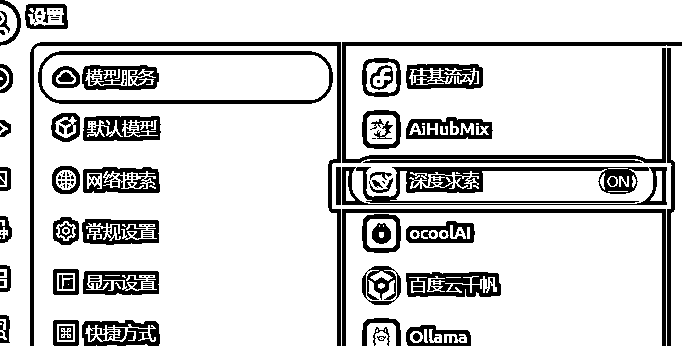 设置
模型服务
默认模型
网络搜索
常规设置
显示设置
快捷方式
硅基流动
AiHubMix
深度求索 ON
ocoolAI
百度云千帆
Ollama